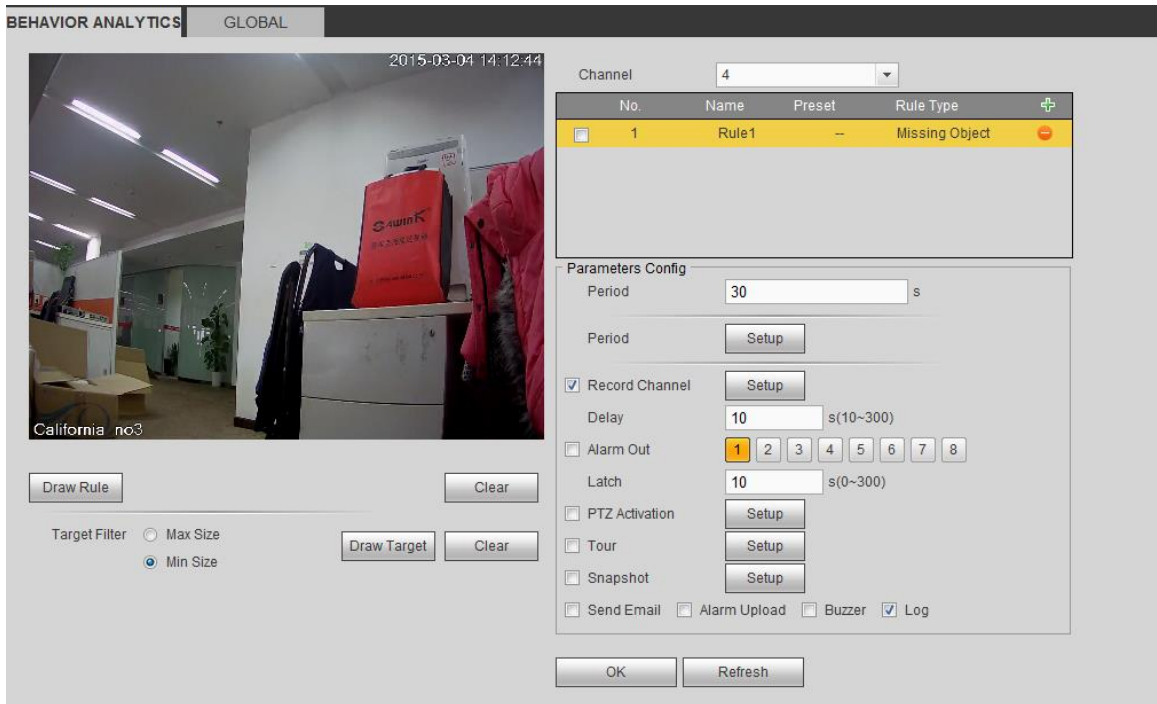 BEHAVIOR ANALYTICS GLOBAL
2015-03-04 14:12:44
SAWINK
California no3
Draw Rule Clear
Target Filter Max Size
Min Size
Draw Target Clear
Channel 4
No. Name Preset Rule Type
1 Rule1 -- Missing Object
Parameters Config
Period 30 s
Period Setup
Record Channel Setup
Delay 10 s(10~300)
Alarm Out 1 2 3 4 5 6 7 8
Latch 10 s(0~300)
PTZ Activation Setup
Tour Setup
Snapshot Setup
Send Email Alarm Upload Buzzer Log
OK Refresh